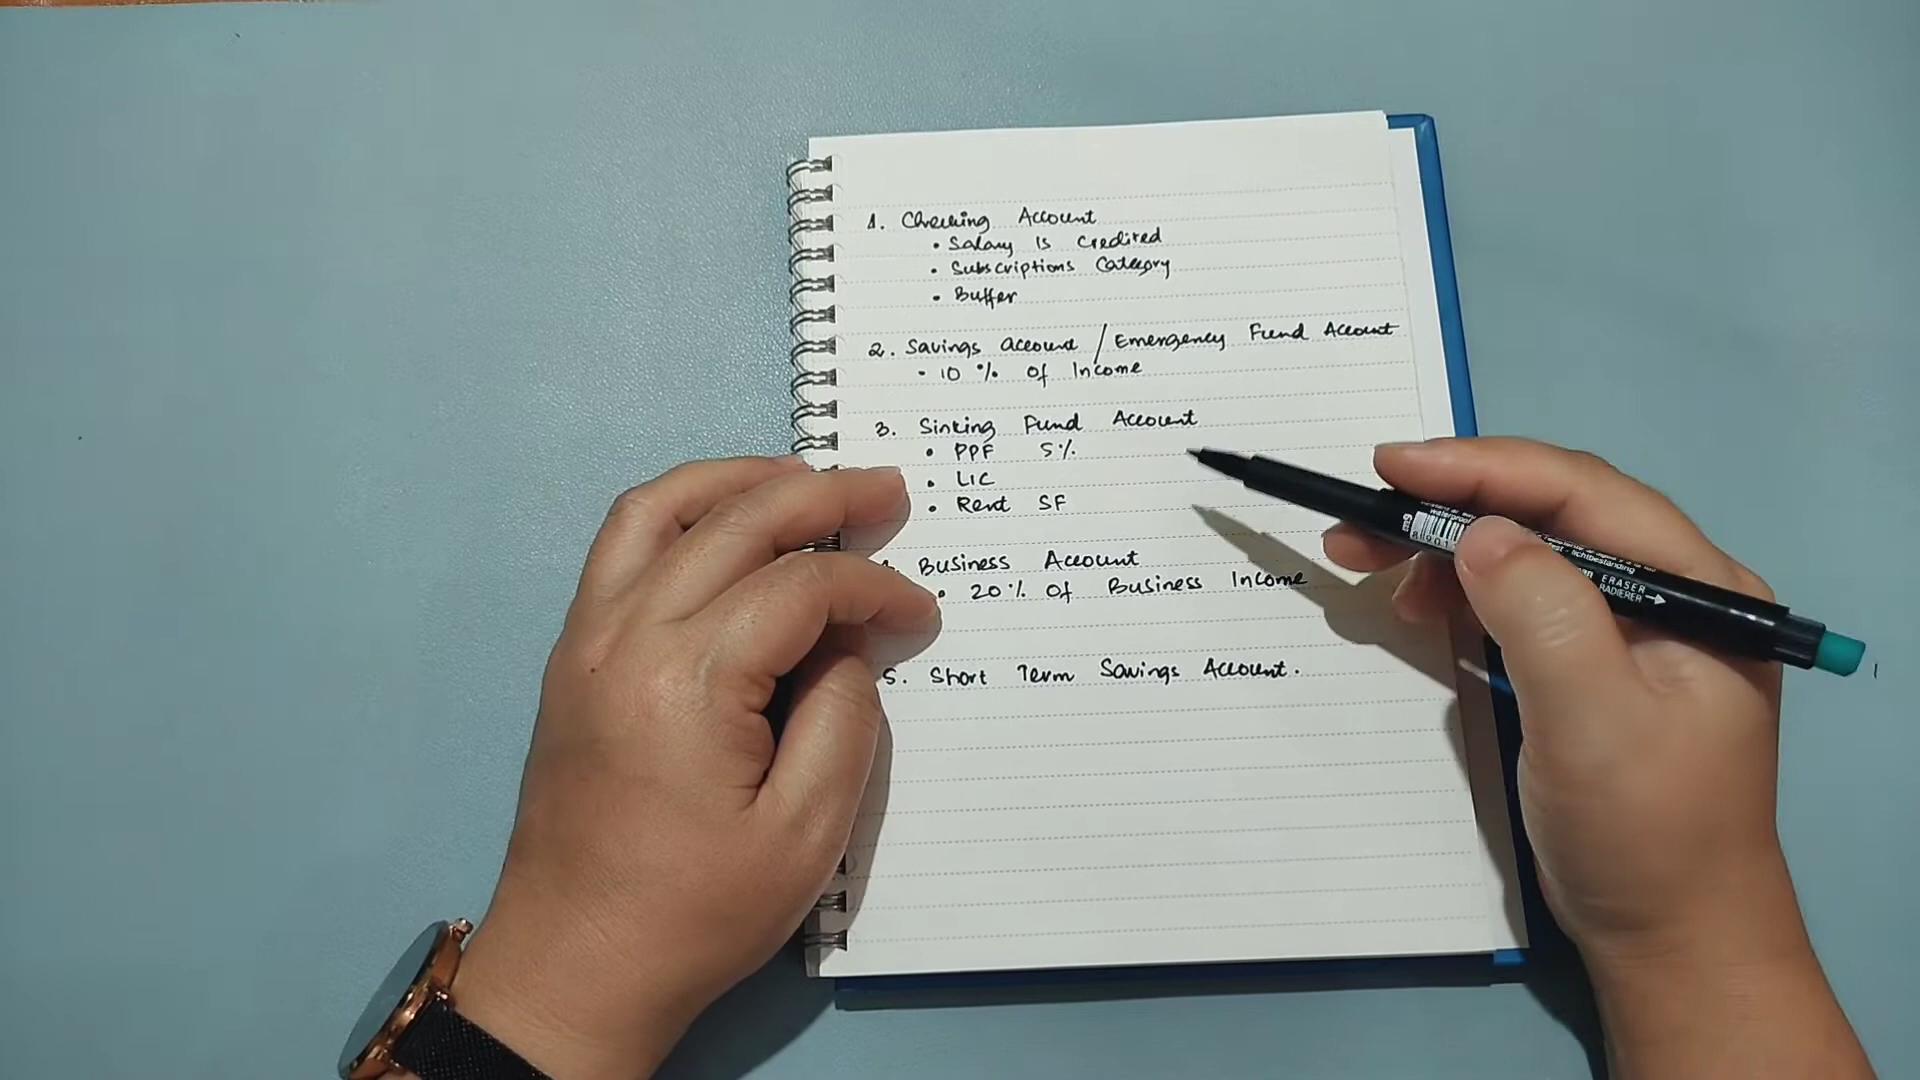 1. Checking Account
• Salary is credited
• Subscriptions Category
• Buffer
2. Savings account / Emergency Fund Account
• 10 % of Income
3. Sinking Fund Account
• PPF 5%
• LIC
• Rent SF
Business Account
• 20% of Business Income
5. Short Term Savings Account.
ERASER
RADIERER